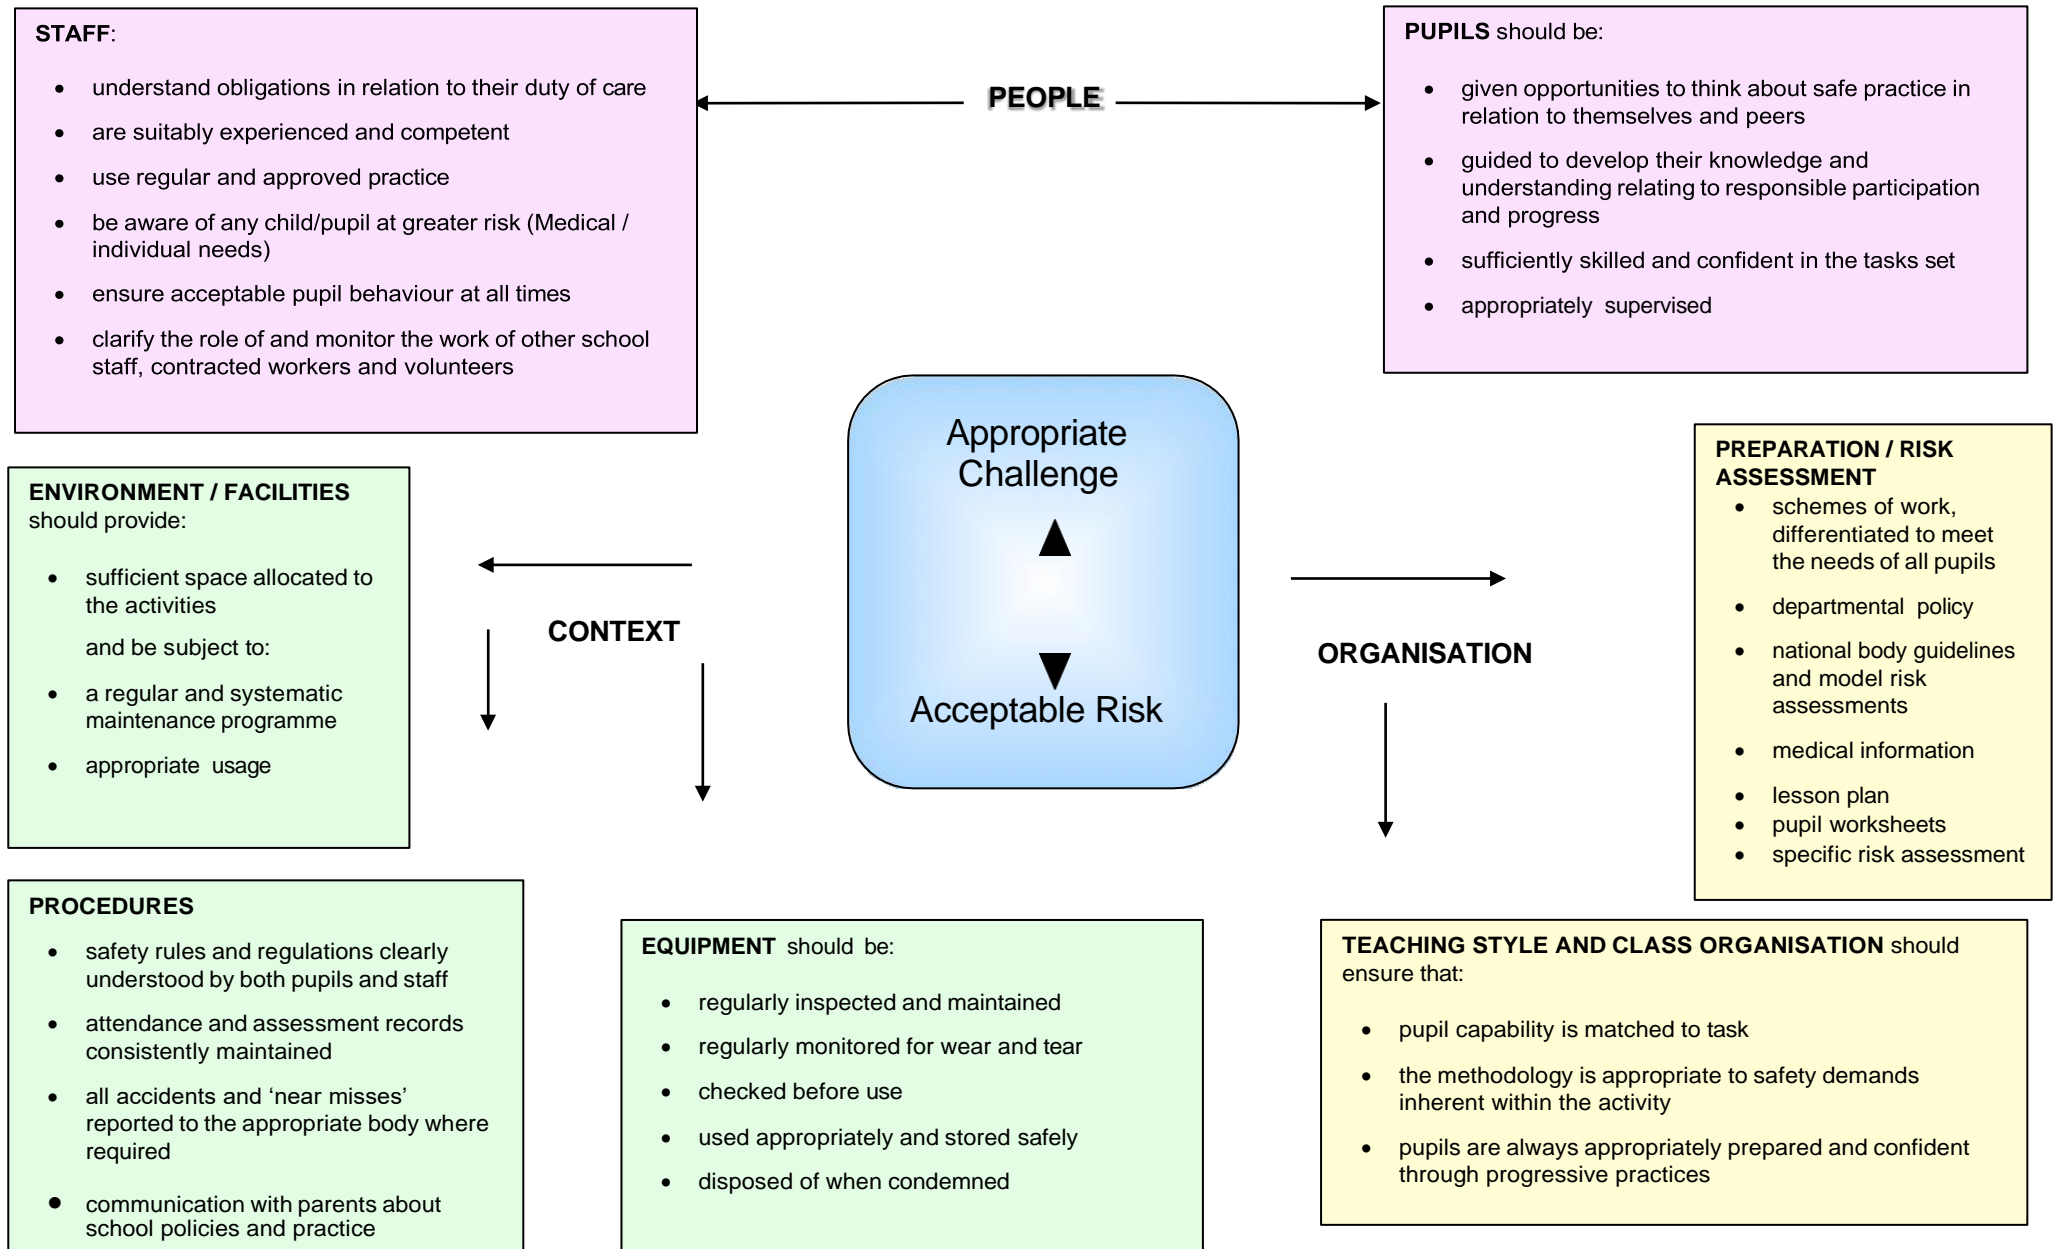 STAFF:
• understand obligations in relation to their duty of care
• are suitably experienced and competent
• use regular and approved practice
• be aware of any child/pupil at greater risk (Medical /
individual needs)
• ensure acceptable pupil behaviour at all times
• clarify the role of and monitor the work of other school
staff, contracted workers and volunteers
PEOPLE
PUPILS should be:
• given opportunities to think about safe practice in
relation to themselves and peers
• guided to develop their knowledge and
understanding relating to responsible participation
and progress
• sufficiently skilled and confident in the tasks set
• appropriately supervised
ENVIRONMENT / FACILITIES
should provide:
• sufficient space allocated to
the activities
and be subject to:
• a regular and systematic
maintenance programme
• appropriate usage
CONTEXT
Appropriate
Challenge
Acceptable Risk
ORGANISATION
PREPARATION / RISK
ASSESSMENT
• schemes of work,
differentiated to meet
the needs of all pupils
• departmental policy
• national body guidelines
and model risk
assessments
• medical information
• lesson plan
• pupil worksheets
• specific risk assessment
PROCEDURES
• safety rules and regulations clearly
understood by both pupils and staff
• attendance and assessment records
consistently maintained
• all accidents and ‘near misses’
reported to the appropriate body where
required
• communication with parents about
school policies and practice
EQUIPMENT should be:
• regularly inspected and maintained
• regularly monitored for wear and tear
• checked before use
• used appropriately and stored safely
• disposed of when condemned
TEACHING STYLE AND CLASS ORGANISATION should
ensure that:
• pupil capability is matched to task
• the methodology is appropriate to safety demands
inherent within the activity
• pupils are always appropriately prepared and confident
through progressive practices